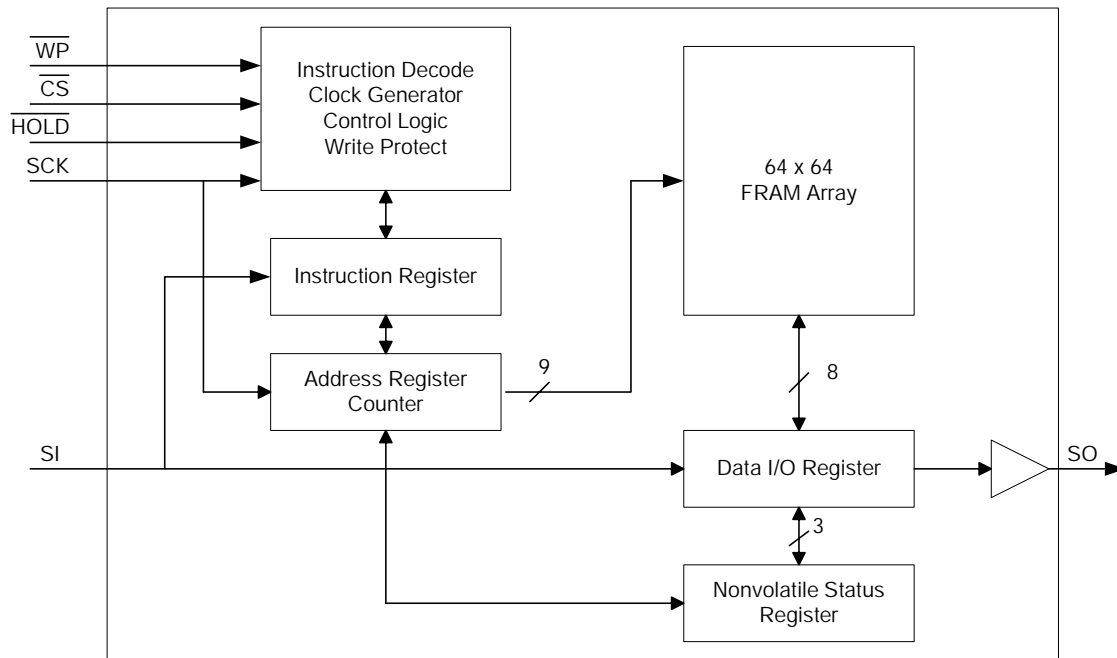 WP
CS
HOLD
SCK
Instruction Decode
Clock Generator
Control Logic
Write Protect
64 x 64
FRAM Array
Instruction Register
Address Register
Counter
9
8
SI
Data I/O Register
SO
3
Nonvolatile Status
Register